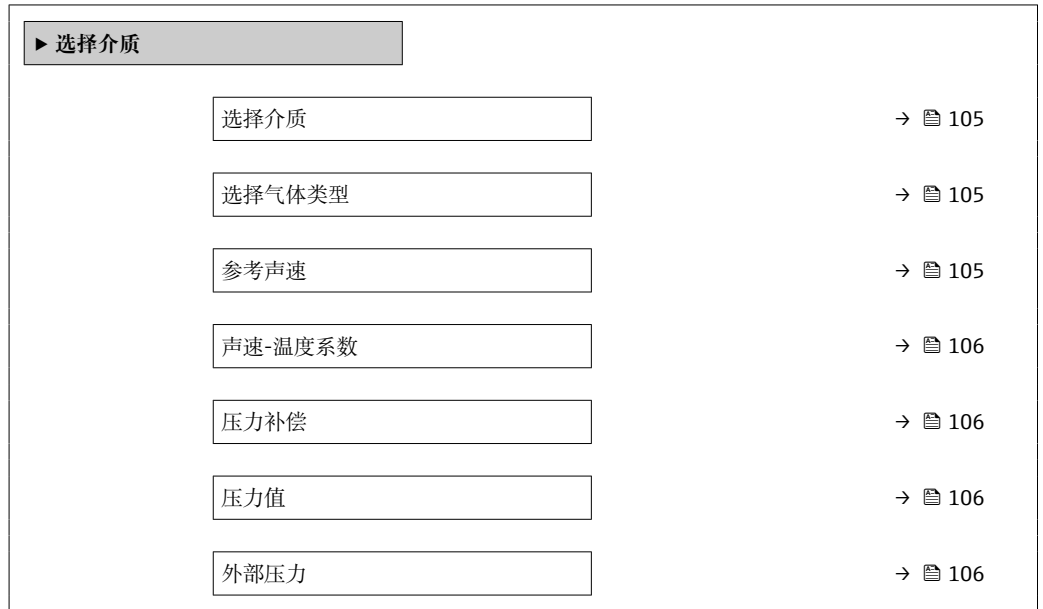 ▶ 选择介质
选择介质 → 🖺 105
选择气体类型 → 🖺 105
参考声速 → 🖺 105
声速-温度系数 → 🖺 106
压力补偿 → 🖺 106
压力值 → 🖺 106
外部压力 → 🖺 106